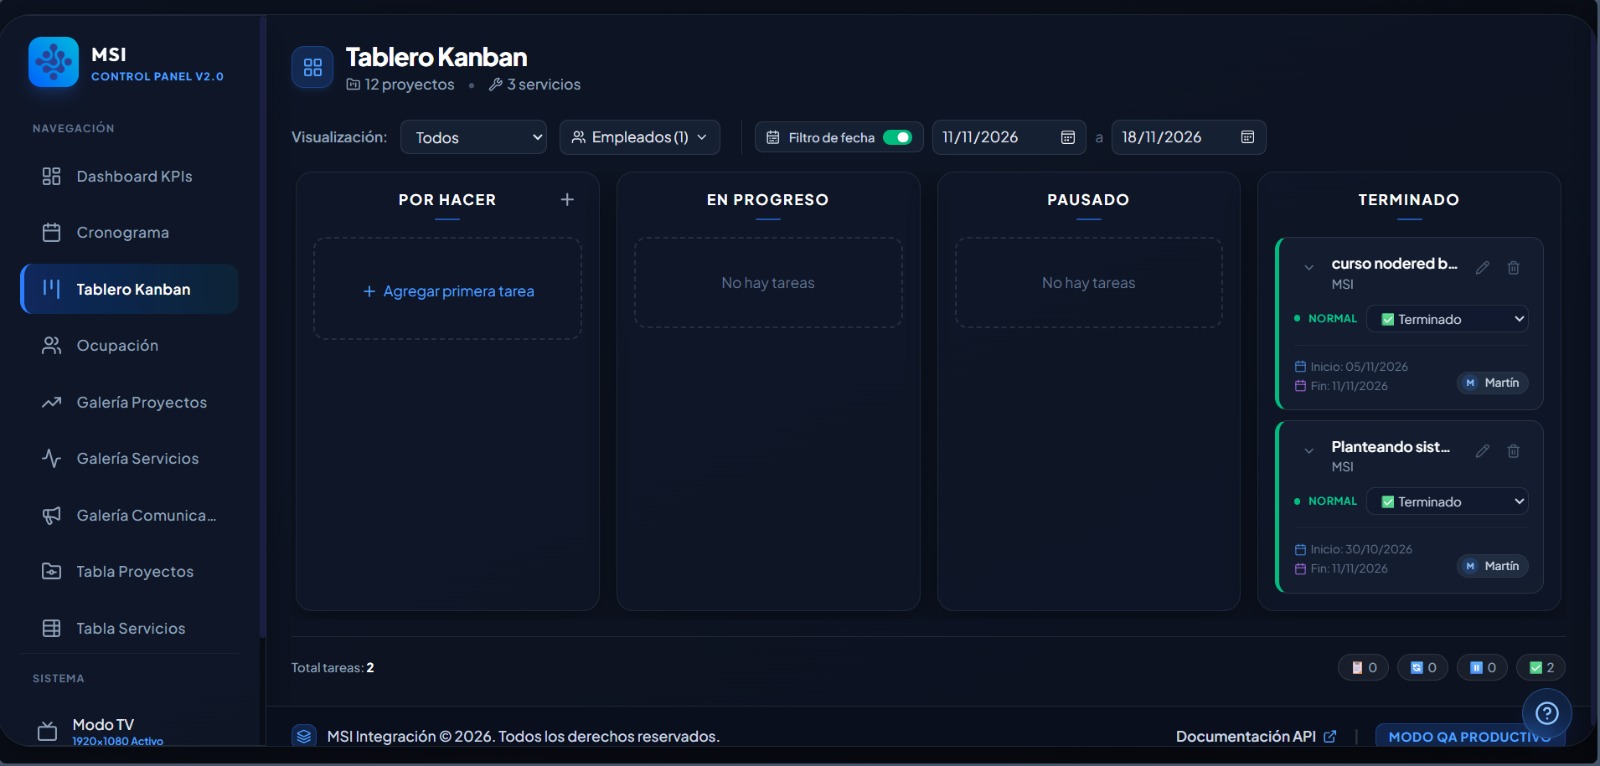 MSI
CONTROL PANEL V2.0
NAVEGACIÓN
Dashboard KPIs
Cronograma
Tablero Kanban
Ocupación
Galería Proyectos
Galería Servicios
Galería Comunica...
Tabla Proyectos
Tabla Servicios
SISTEMA
Modo TV
1920x1080 Activo
Tablero Kanban
12 proyectos • 3 servicios
Visualización: Todos Empleados (1) Filtro de fecha 11/11/2026 a 18/11/2026
POR HACER +
+ Agregar primera tarea
EN PROGRESO
No hay tareas
PAUSADO
No hay tareas
TERMINADO
curso nodered b...
MSI
NORMAL ✅ Terminado
Inicio: 05/11/2026
Fin: 11/11/2026
M Martín
Planteando sist...
MSI
NORMAL ✅ Terminado
Inicio: 30/10/2026
Fin: 11/11/2026
M Martín
Total tareas: 2
0 0 0 2
MSI Integración © 2026. Todos los derechos reservados.
Documentación API | MODO QA PRODUCTIVO